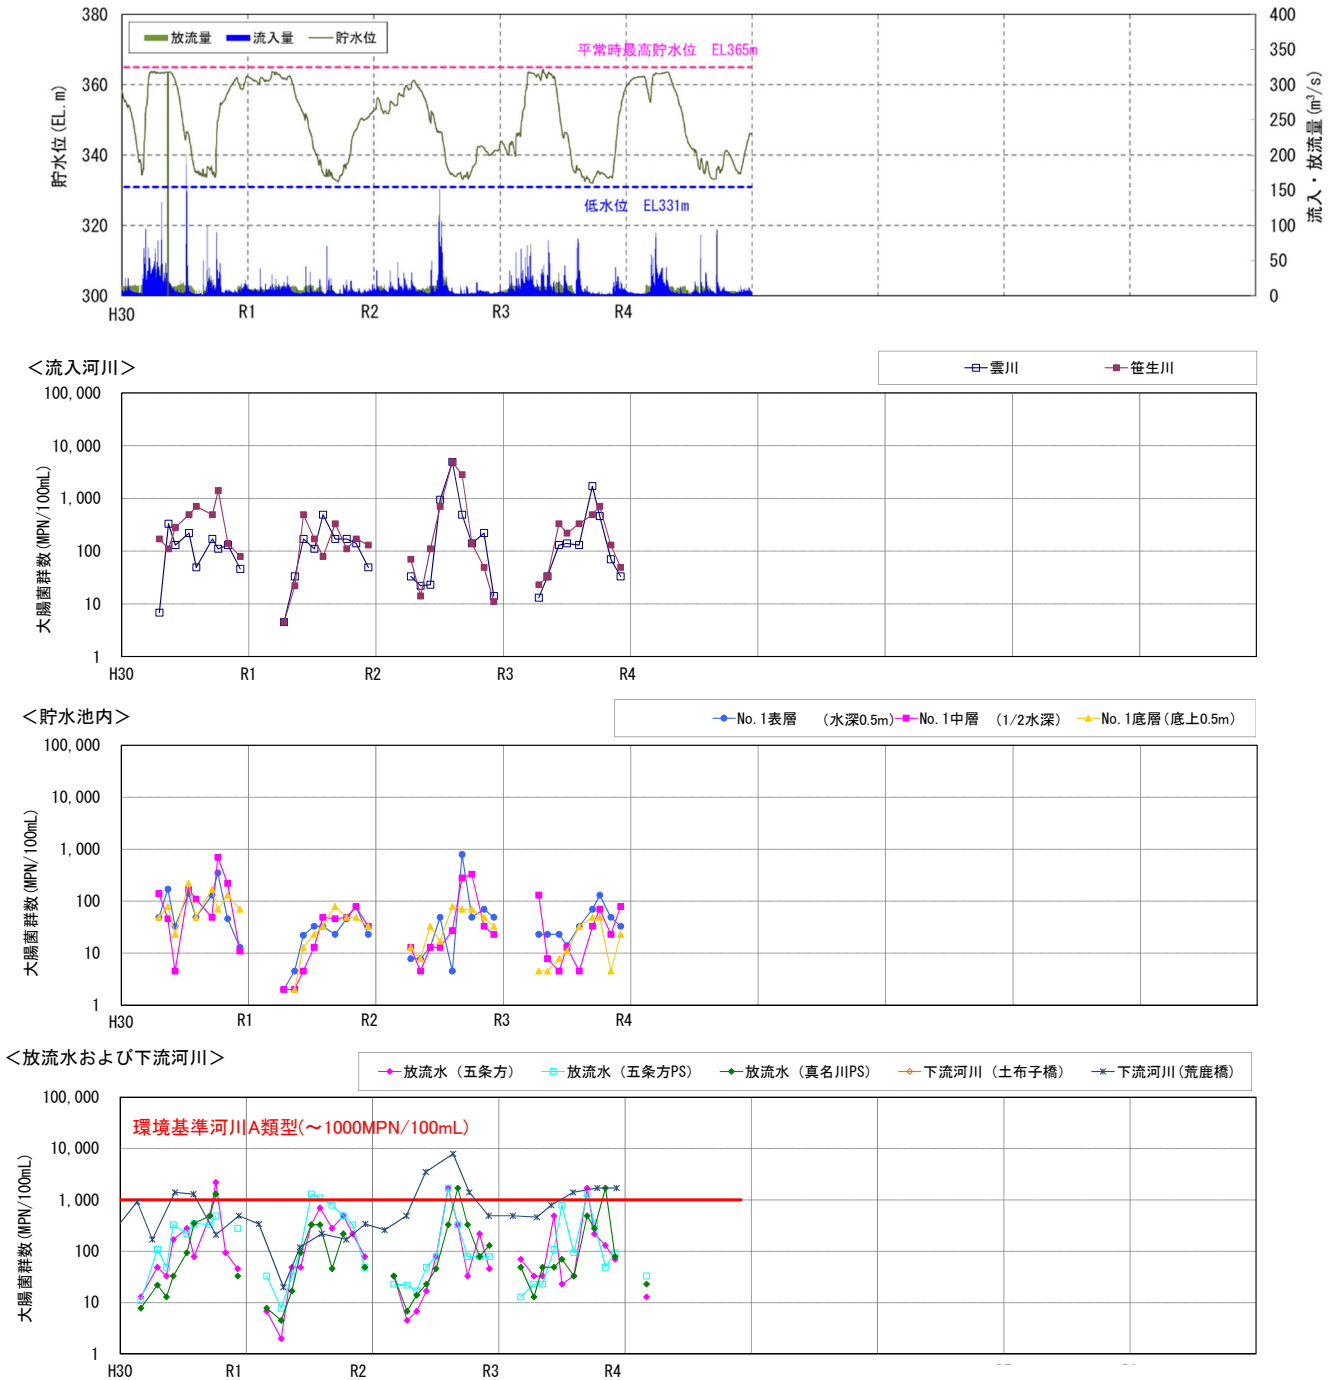 380
360
340
320
300
貯水位(EL.m)
放流量 流入量 貯水位
平常時最高貯水位 EL365m
低水位 EL331m
400
350
300
250
200
150
100
50
0
流入・放流量(m³/s)
H30 R1 R2 R3 R4
＜流入河川＞
雲川 笹生川
100,000
10,000
1,000
100
10
1
大腸菌群数(MPN/100mL)
H30 R1 R2 R3 R4
＜貯水池内＞
No.1表層 （水深0.5m） No.1中層 （1/2水深） No.1底層(底上0.5m)
100,000
10,000
1,000
100
10
1
大腸菌群数(MPN/100mL)
H30 R1 R2 R3 R4
＜放流水および下流河川＞
放流水（五条方） 放流水（五条方PS） 放流水（真名川PS） 下流河川（土布子橋） 下流河川(荒鹿橋)
環境基準河川A類型(～1000MPN/100mL)
100,000
10,000
1,000
100
10
1
大腸菌群数(MPN/100mL)
H30 R1 R2 R3 R4